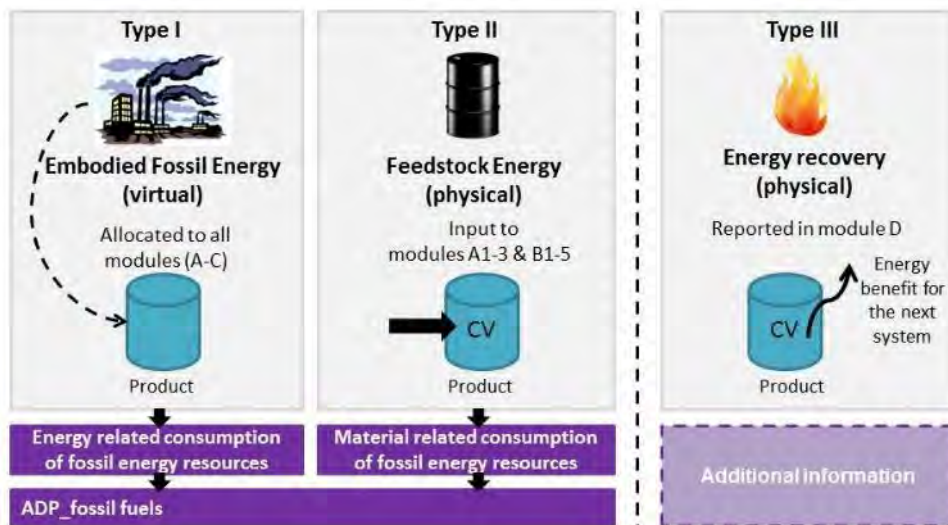 Type I
Embodied Fossil Energy
(virtual)
Allocated to all
modules (A-C)
Product
Energy related consumption
of fossil energy resources
Type II
Feedstock Energy
(physical)
Input to
modules A1-3 & B1-5
CV
Product
Material related consumption
of fossil energy resources
ADP_fossil fuels
Type III
Energy recovery
(physical)
Reported in module D
Energy
benefit for
the next
system
CV
Product
Additional information